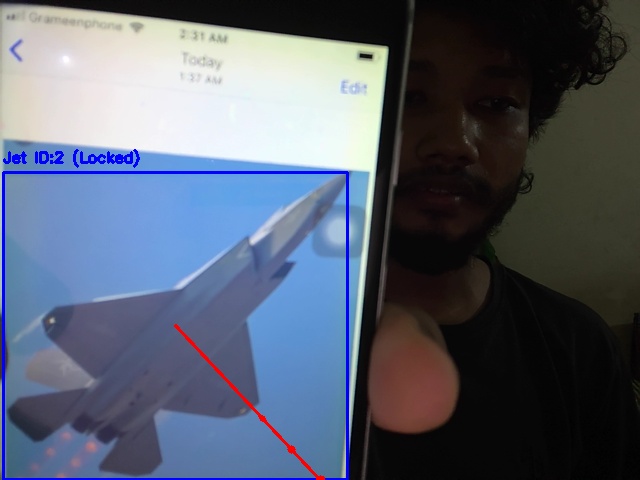 Grameenphone
2:31 AM
Today
1:37 AM
Edit
Jet ID:2 (Locked)